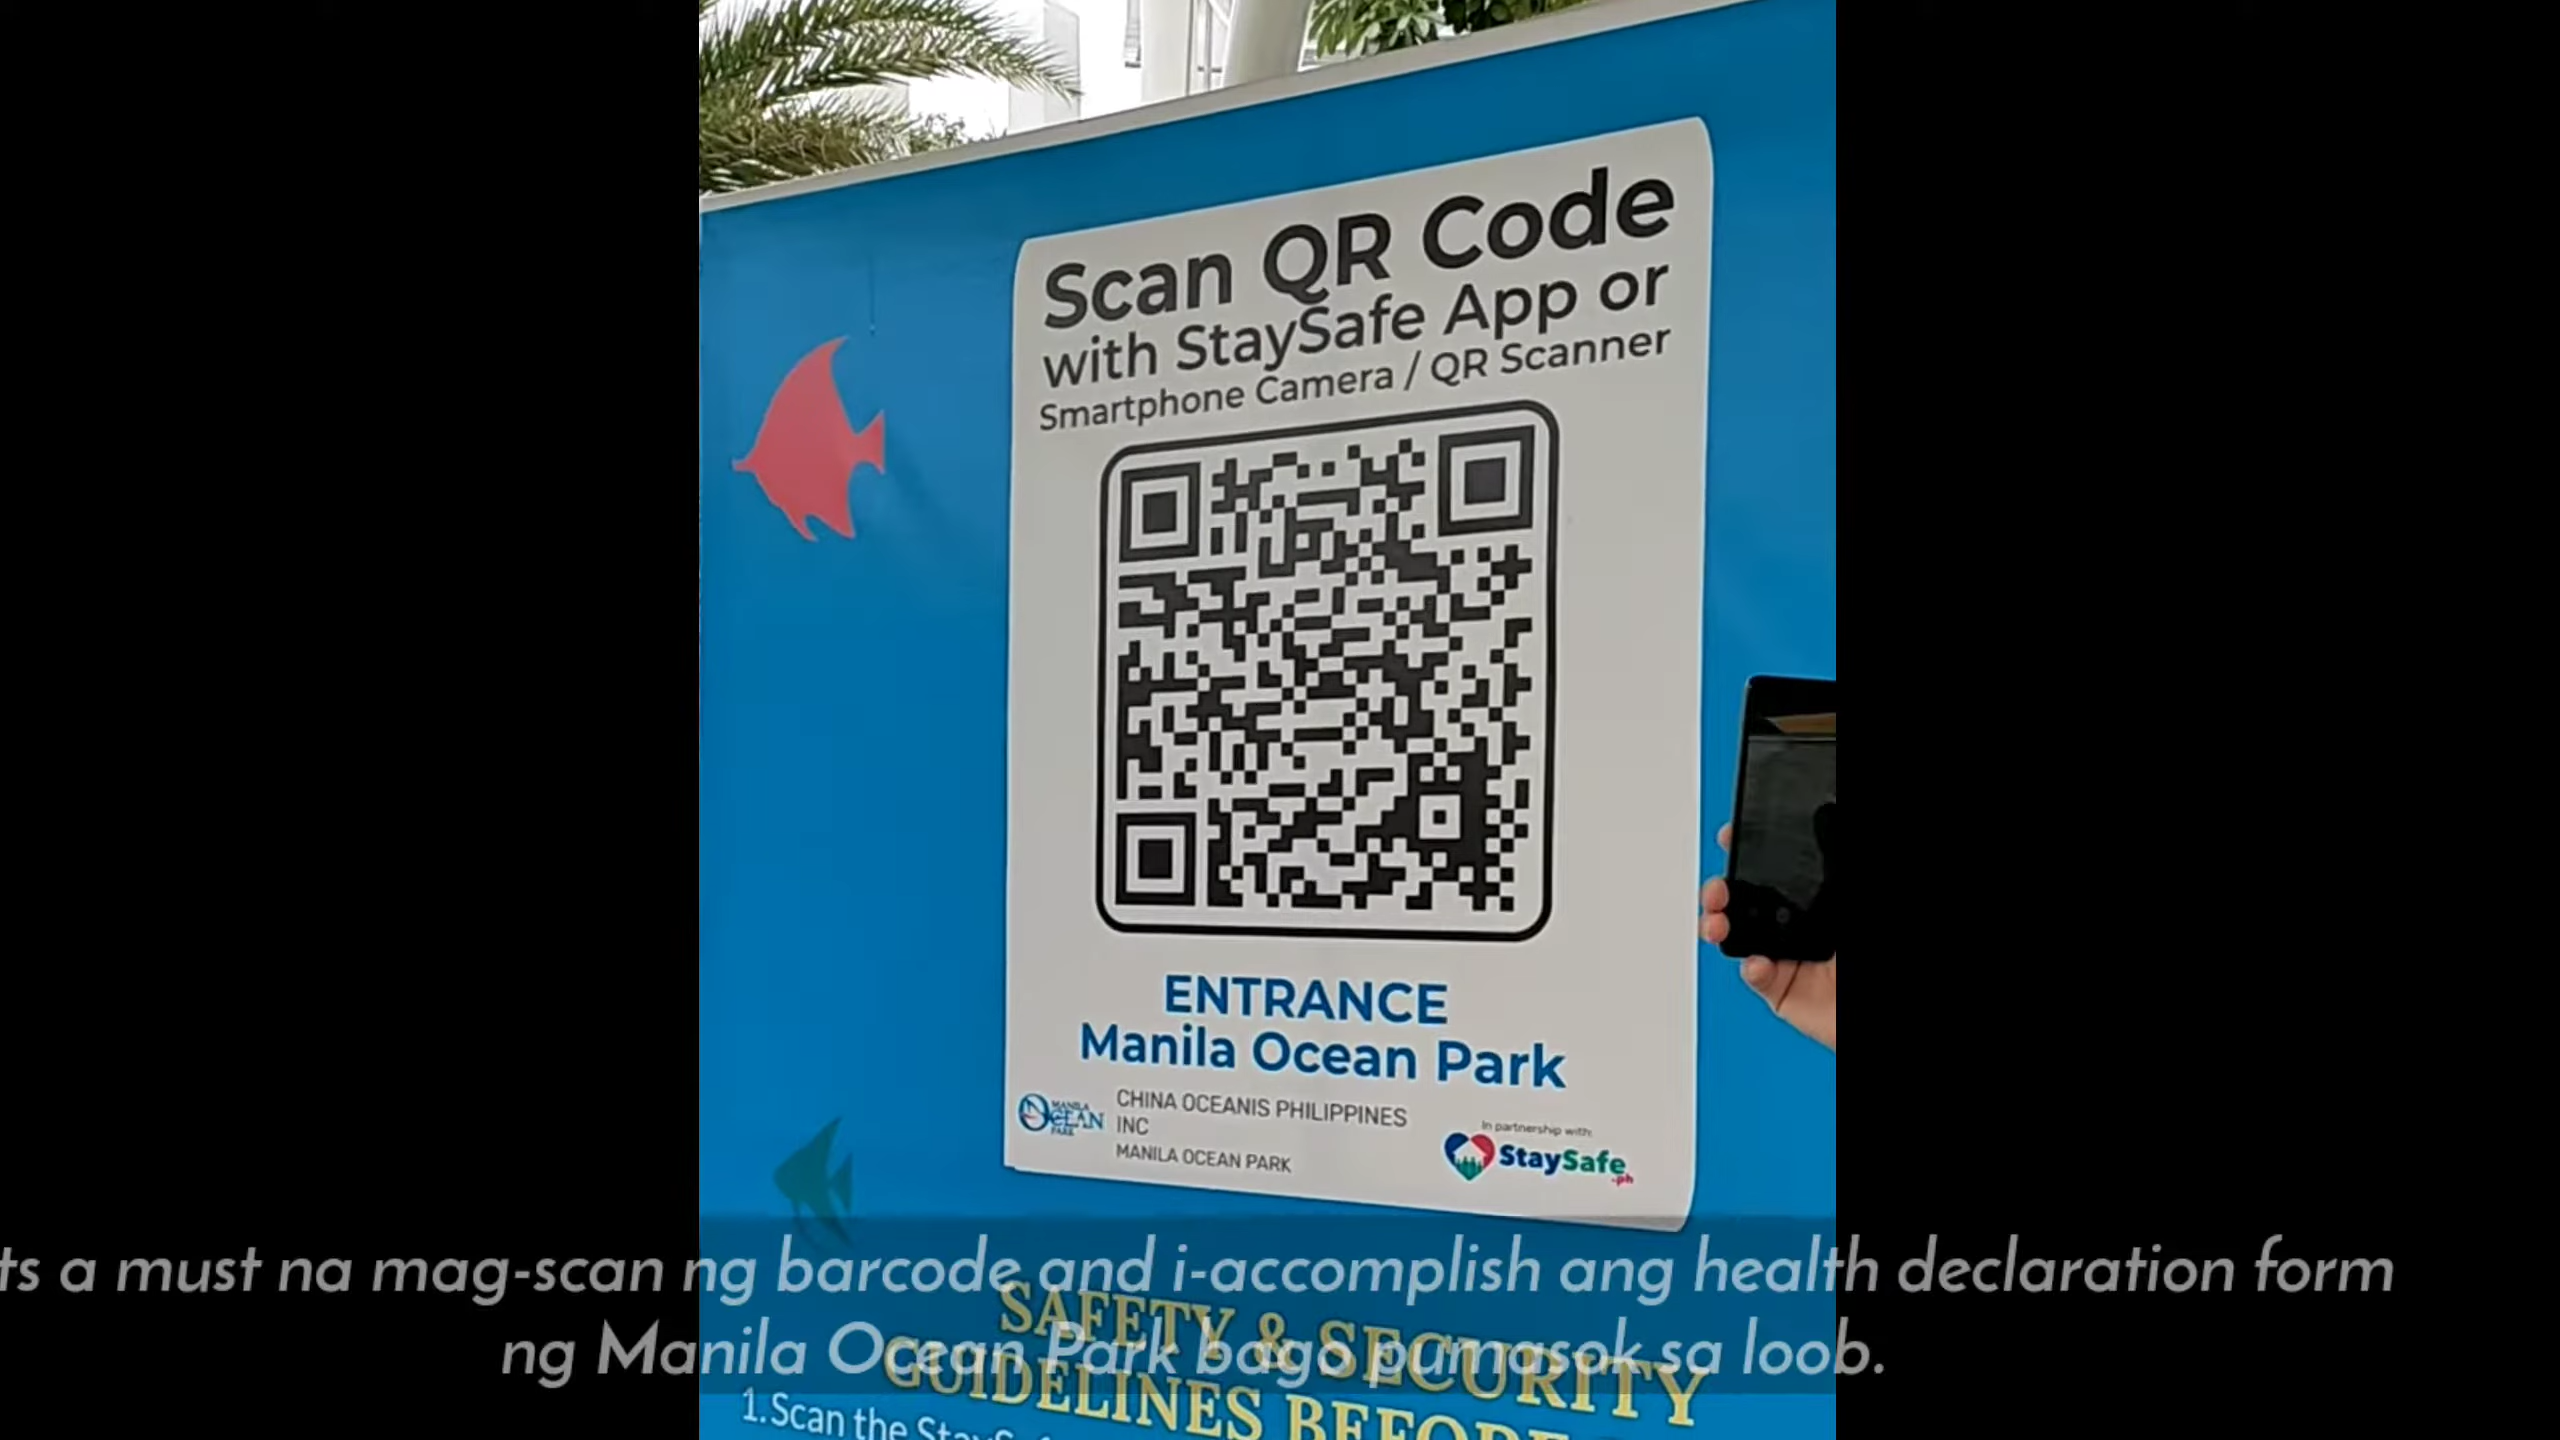 Scan QR Code
with StaySafe App or
Smartphone Camera / QR Scanner
ENTRANCE
Manila Ocean Park
MANILA
OCEAN
PARK
CHINA OCEANIS PHILIPPINES
INC
MANILA OCEAN PARK
In partnership with:
StaySafe
.ph
ts a must na mag-scan ng barcode and i-accomplish ang health declaration form
ng Manila Ocean Park bago pumasok sa loob.
SAFETY & SECURITY
GUIDELINES BEFORE
1. Scan the